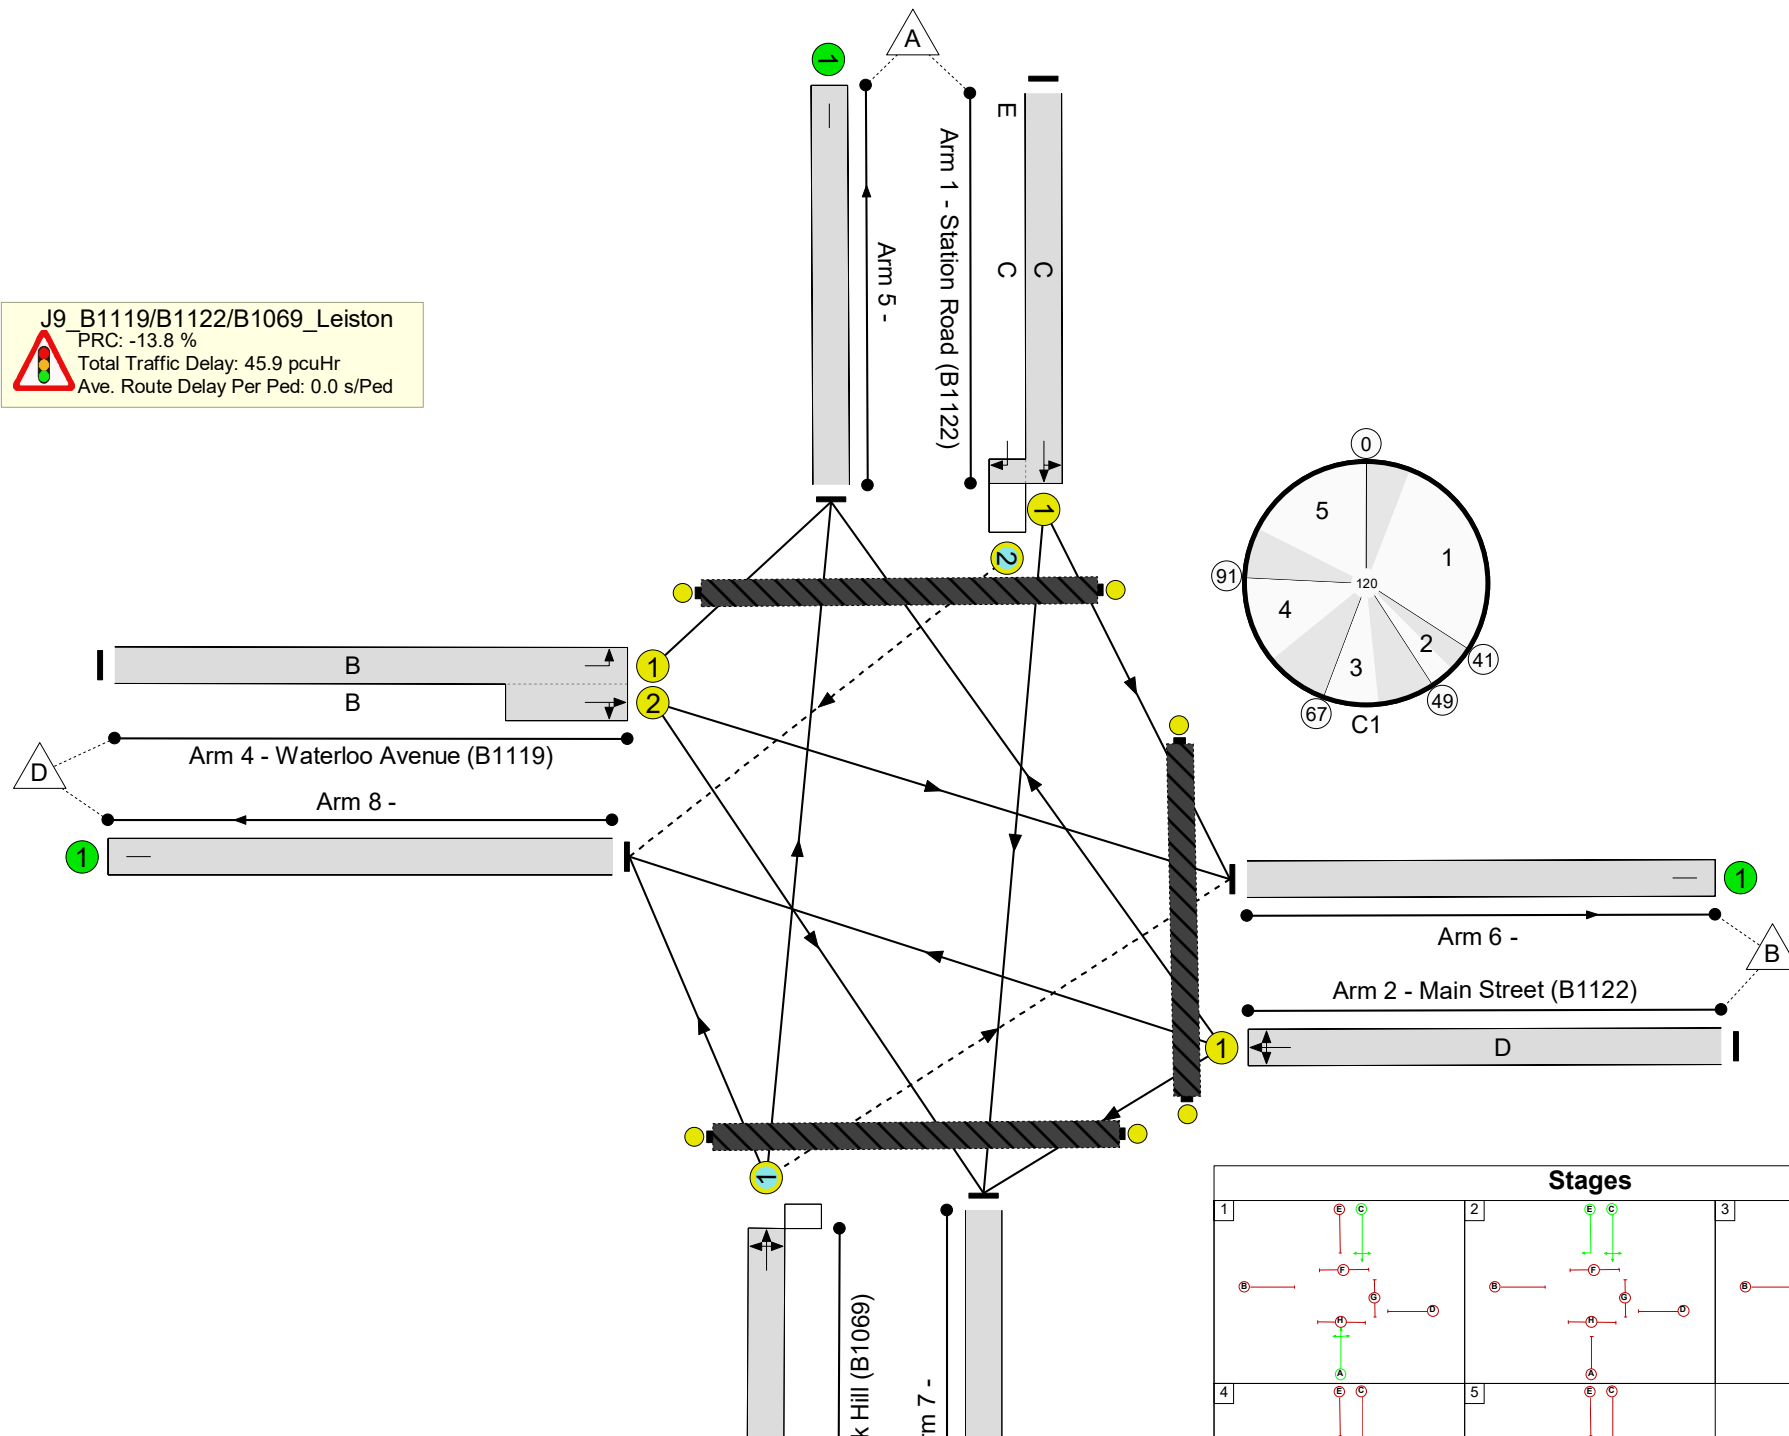 A
1
E
Arm 1 - Station Road (B1122)
C
C
Arm 5 -
J9_B1119/B1122/B1069_Leiston
PRC: -13.8 %
Total Traffic Delay: 45.9 pcuHr
Ave. Route Delay Per Ped: 0.0 s/Ped
1
2
0
5
1
91
120
4
2
3
41
49
67
C1
B
1
B
2
Arm 4 - Waterloo Avenue (B1119)
D
Arm 8 -
1
1
Arm 6 -
B
Arm 2 - Main Street (B1122)
1
D
1
k Hill (B1069)
m 7 -
Stages
1
E C
F
B
G
D
H
A
2
E C
F
B
G
D
H
A
3
B
4
E C
5
E C